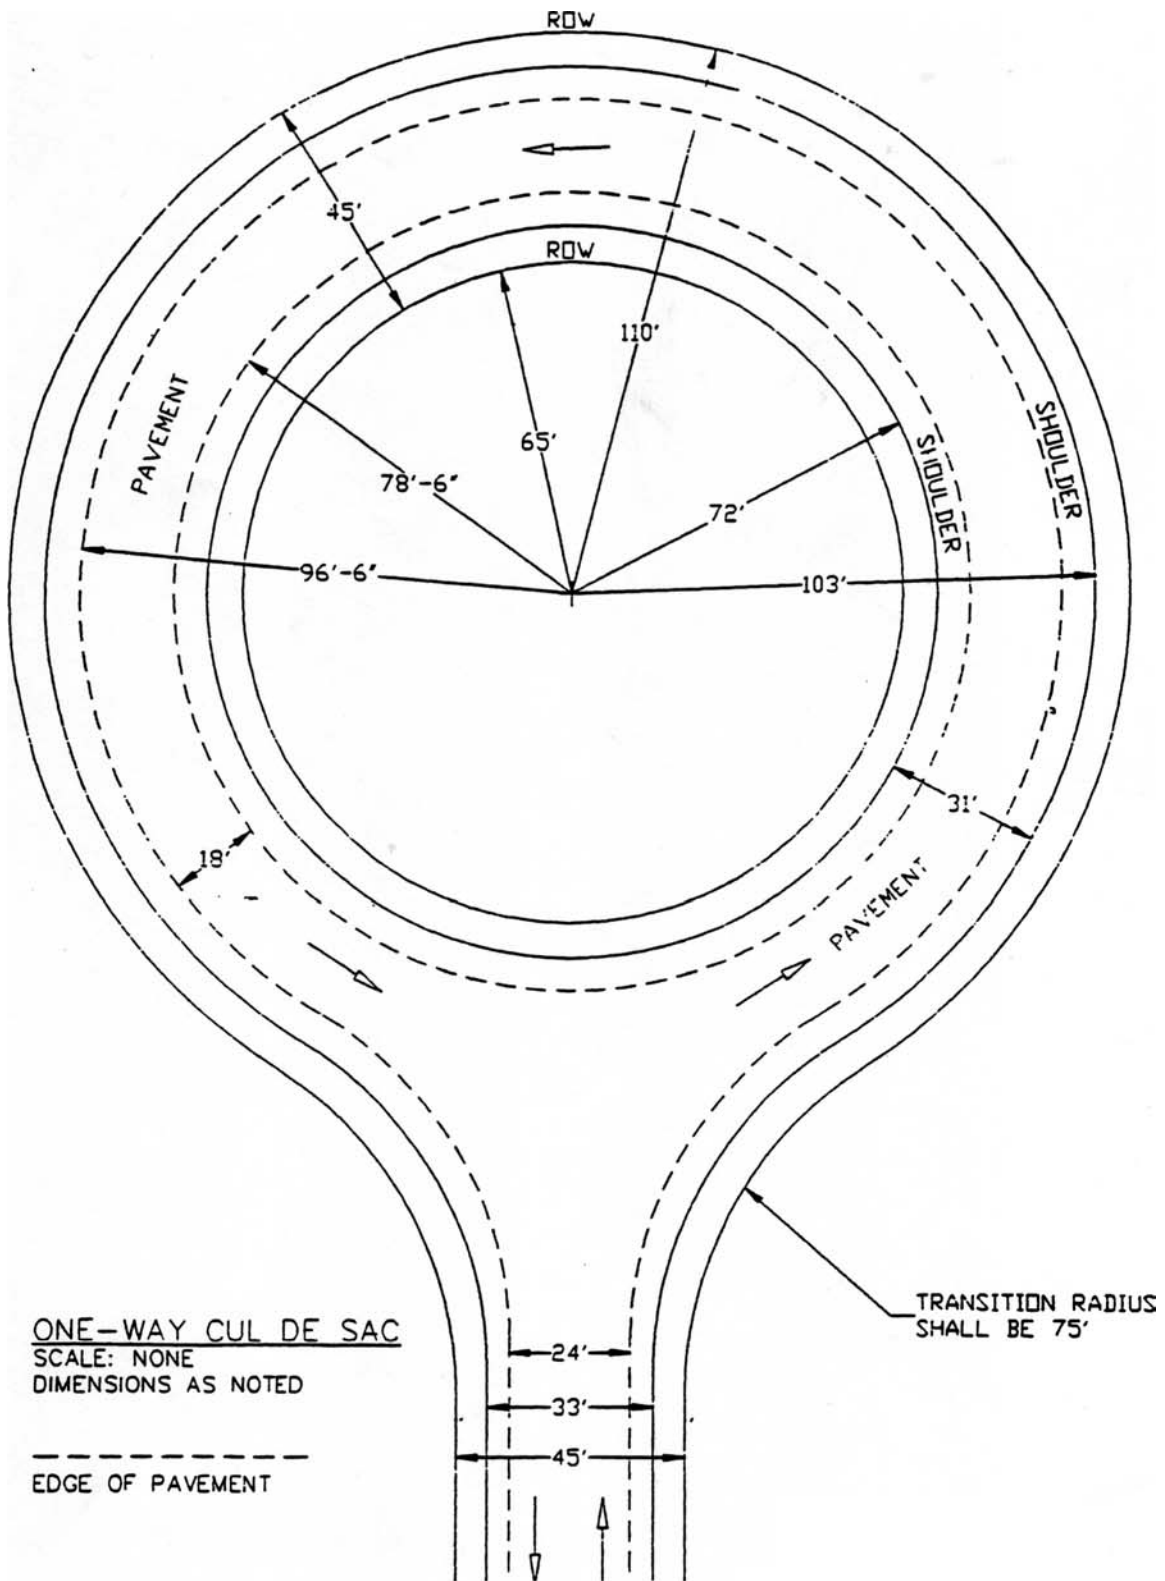 ROW
45'
ROW
110'
PAVEMENT
65'
SHOULDER
SHOULDER
78'-6"
72'
96'-6"
103'
31'
18'
PAVEMENT
TRANSITION RADIUS
SHALL BE 75'
ONE-WAY CUL DE SAC
SCALE: NONE
DIMENSIONS AS NOTED
24'
33'
45'
EDGE OF PAVEMENT